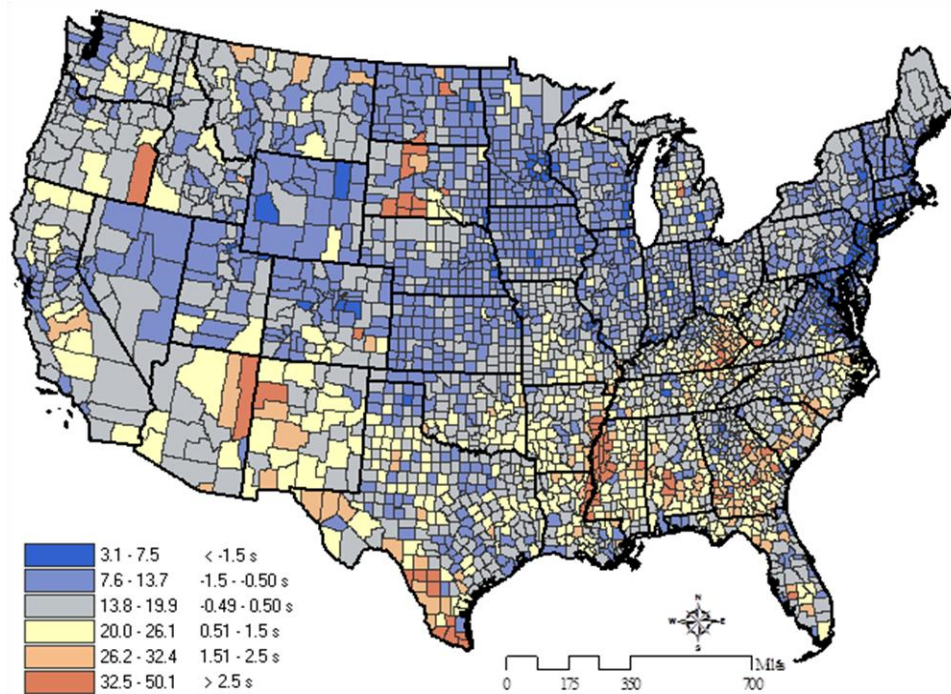 3.1 - 7.5 < -1.5 s
7.6 - 13.7 -1.5 - -0.50 s
13.8 - 19.9 -0.49 - 0.50 s
20.0 - 26.1 0.51 - 1.5 s
26.2 - 32.4 1.51 - 2.5 s
32.5 - 50.1 > 2.5 s
N
W E
S
Miles
0 175 350 700